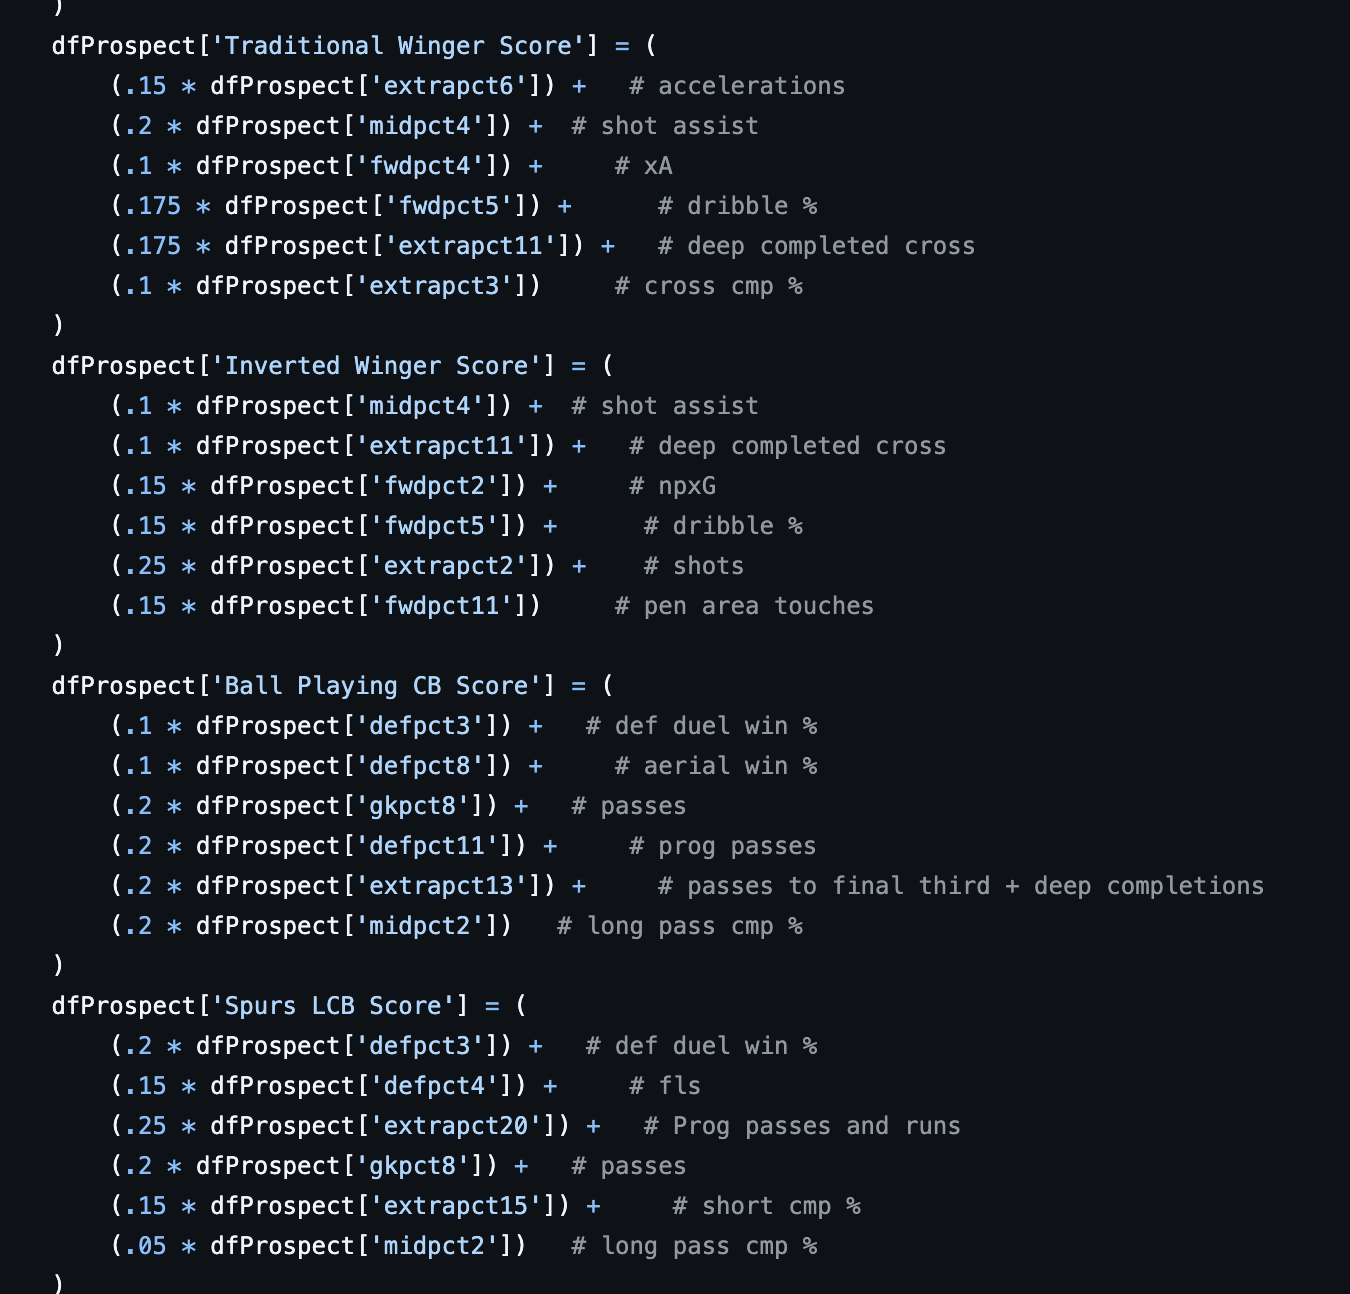 )
dfProspect['Traditional Winger Score'] = (
    (.15 * dfProspect['extrapct6']) +   # accelerations
    (.2 * dfProspect['midpct4']) +  # shot assist
    (.1 * dfProspect['fwdpct4']) +     # xA
    (.175 * dfProspect['fwdpct5']) +      # dribble %
    (.175 * dfProspect['extrapct11']) +   # deep completed cross
    (.1 * dfProspect['extrapct3'])     # cross cmp %
)
dfProspect['Inverted Winger Score'] = (
    (.1 * dfProspect['midpct4']) +  # shot assist
    (.1 * dfProspect['extrapct11']) +   # deep completed cross
    (.15 * dfProspect['fwdpct2']) +     # npxG
    (.15 * dfProspect['fwdpct5']) +      # dribble %
    (.25 * dfProspect['extrapct2']) +    # shots
    (.15 * dfProspect['fwdpct11'])     # pen area touches
)
dfProspect['Ball Playing CB Score'] = (
    (.1 * dfProspect['defpct3']) +   # def duel win %
    (.1 * dfProspect['defpct8']) +     # aerial win %
    (.2 * dfProspect['gkpct8']) +   # passes
    (.2 * dfProspect['defpct11']) +     # prog passes
    (.2 * dfProspect['extrapct13']) +     # passes to final third + deep completions
    (.2 * dfProspect['midpct2'])   # long pass cmp %
)
dfProspect['Spurs LCB Score'] = (
    (.2 * dfProspect['defpct3']) +   # def duel win %
    (.15 * dfProspect['defpct4']) +     # fls
    (.25 * dfProspect['extrapct20']) +   # Prog passes and runs
    (.2 * dfProspect['gkpct8']) +   # passes
    (.15 * dfProspect['extrapct15']) +     # short cmp %
    (.05 * dfProspect['midpct2'])   # long pass cmp %
)